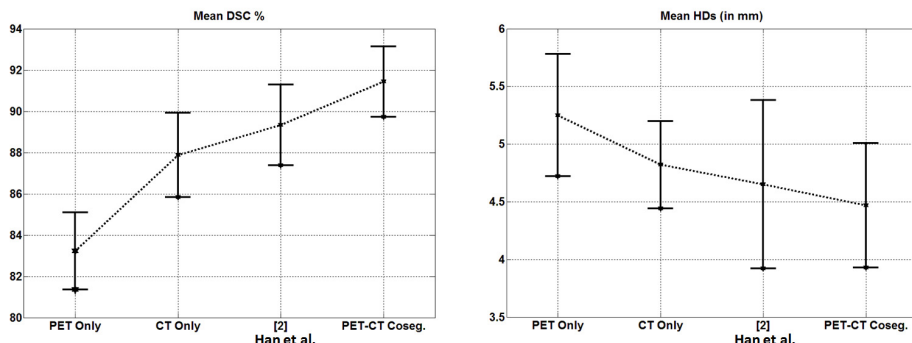 Mean DSC %
94
92
90
88
86
84
82
80
PET Only CT Only [2] PET-CT Coseg.
Han et al.
Mean HDs (in mm)
6
5.5
5
4.5
4
3.5
PET Only CT Only [2] PET-CT Coseg.
Han et al.